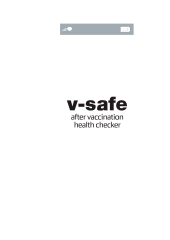 v-safe
after vaccination
health checker